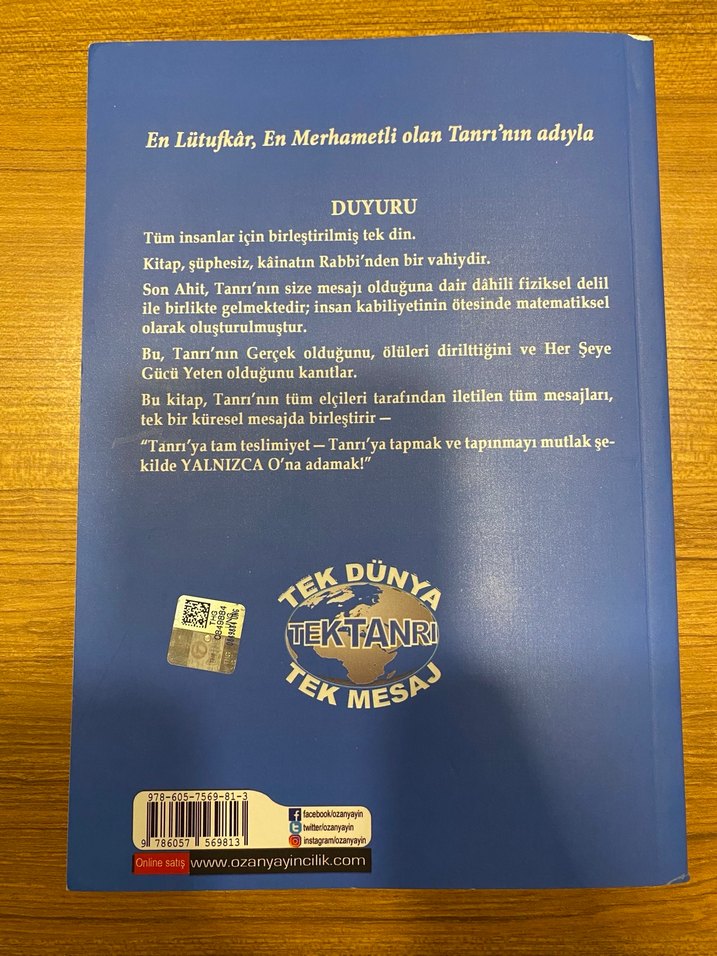 En Lütufkâr, En Merhametli olan Tanrı’nın adıyla
DUYURU
Tüm insanlar için birleştirilmiş tek din.
Kitap, şüphesiz, kâinatın Rabbi’nden bir vahiydir.
Son Ahit, Tanrı’nın size mesajı olduğuna dair dâhili fiziksel delil
ile birlikte gelmektedir; insan kabiliyetinin ötesinde matematiksel
olarak oluşturulmuştur.
Bu, Tanrı’nın Gerçek olduğunu, ölüleri dirilttiğini ve Her Şeye
Gücü Yeten olduğunu kanıtlar.
Bu kitap, Tanrı’nın tüm elçileri tarafından iletilen tüm mesajları,
tek bir küresel mesajda birleştirir —
“Tanrı’ya tam teslimiyet — Tanrı’ya tapmak ve tapınmayı mutlak şe-
kilde YALNIZCA O’na adamak!”
TEK DÜNYA
TEKTANRI
TEK MESAJ
THG
0849884
978-605-7569-81-3
9 786057 569813
facebook/ozanyayin
twitter/ozanyayin
instagram/ozanyayin
Online satış www.ozanyayincilik.com